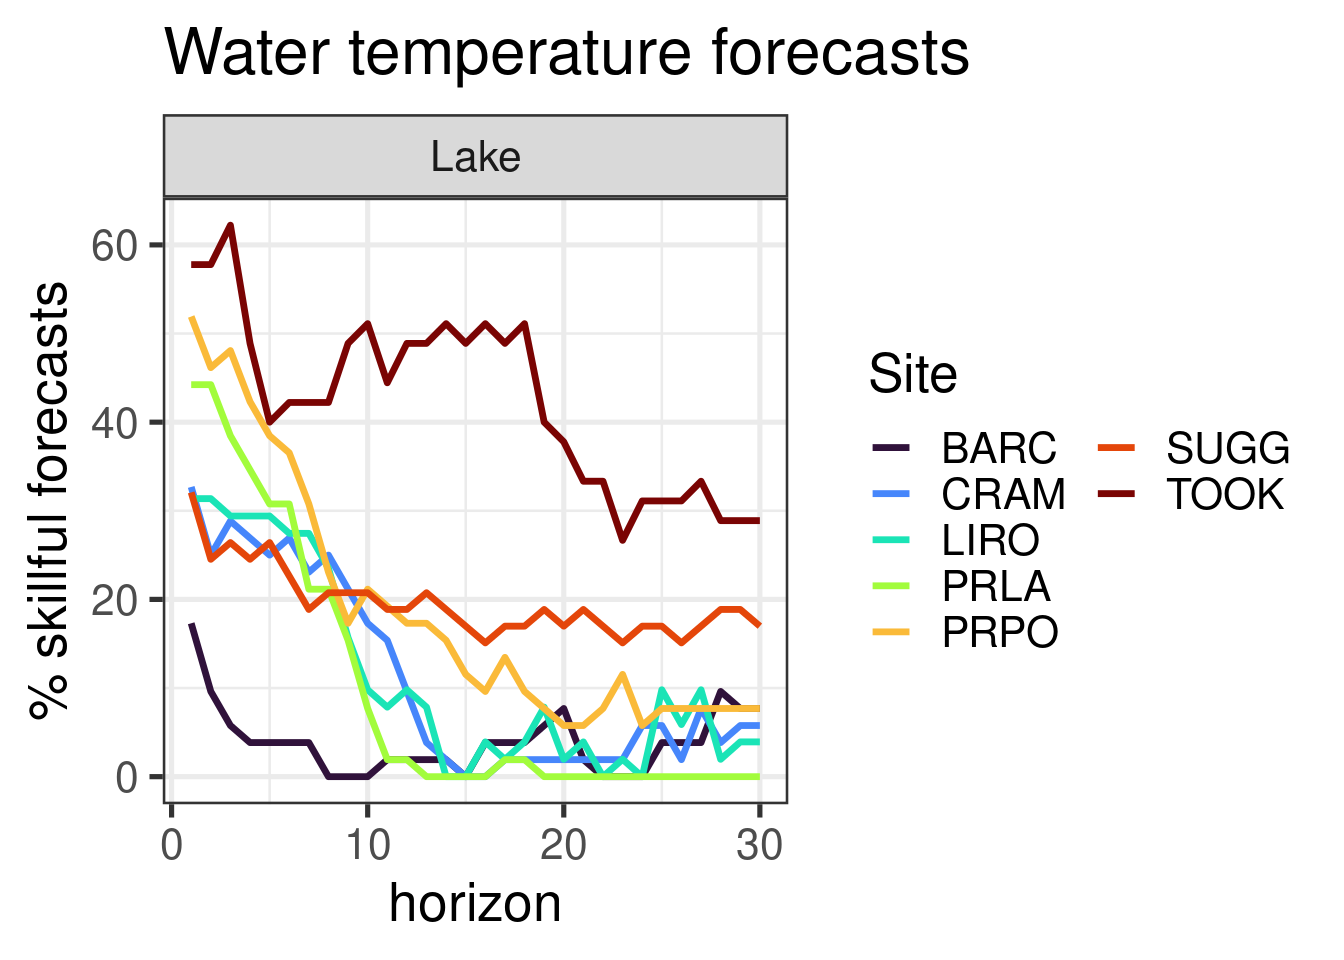 Water temperature forecasts
Lake
% skillful forecasts
60
40
20
0
0 10 20 30
horizon
Site
BARC SUGG
CRAM TOOK
LIRO
PRLA
PRPO